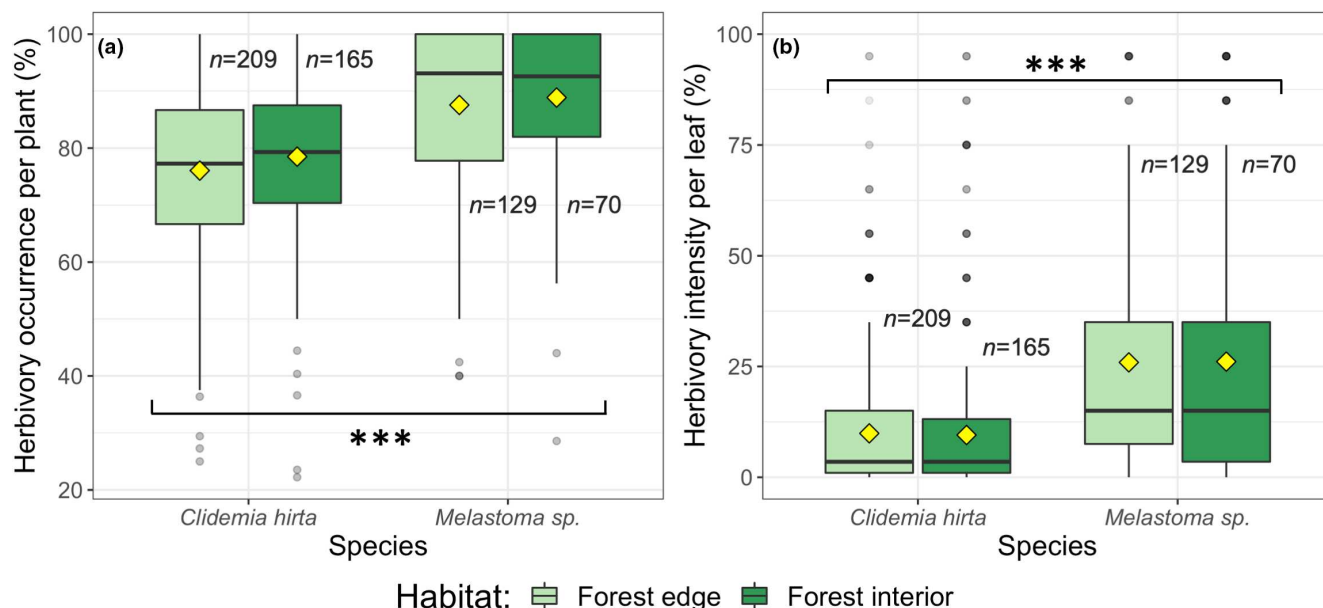 (a)
Herbivory occurrence per plant (%)
100
80
60
40
20
n=209
n=165
n=129
n=70
***
Clidemia hirta
Melastoma sp.
Species
(b)
Herbivory intensity per leaf (%)
100
75
50
25
0
***
n=129
n=70
n=209
n=165
Clidemia hirta
Melastoma sp.
Species
Habitat: Forest edge Forest interior